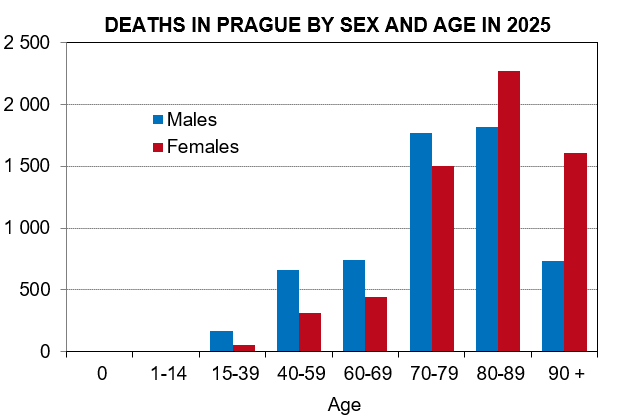 DEATHS IN PRAGUE BY SEX AND AGE IN 2025
2 500
2 000
1 500
1 000
500
0
Males
Females
0 1-14 15-39 40-59 60-69 70-79 80-89 90 +
Age